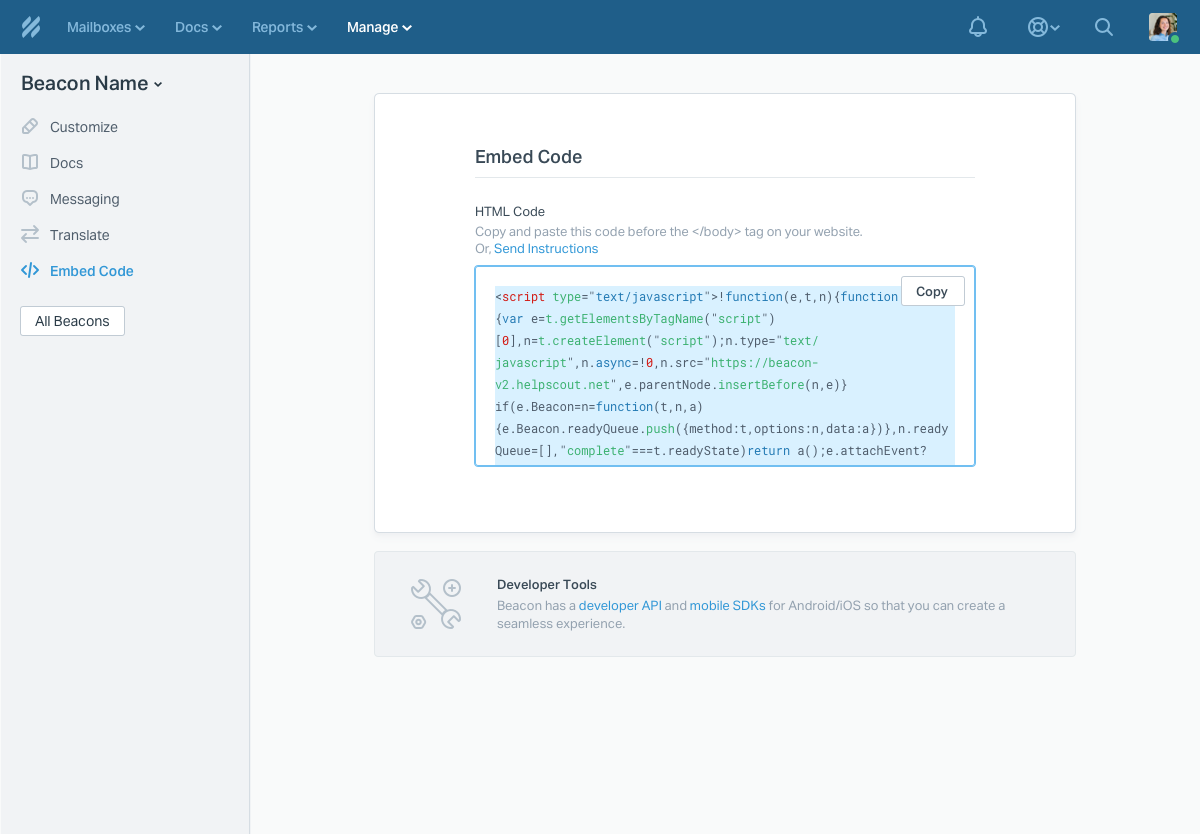 Mailboxes
Docs
Reports
Manage
Beacon Name
Customize
Docs
Messaging
Translate
Embed Code
All Beacons
Embed Code
HTML Code
Copy and paste this code before the </body> tag on your website.
Or, Send Instructions
Copy
<script type="text/javascript">!function(e,t,n){function
{var e=t.getElementsByTagName("script")
[0],n=t.createElement("script");n.type="text/
javascript",n.async=!0,n.src="https://beacon-
v2.helpscout.net",e.parentNode.insertBefore(n,e)}
if(e.Beacon=n=function(t,n,a)
{e.Beacon.readyQueue.push({method:t,options:n,data:a})},n.ready
Queue=[],"complete"===t.readyState)return a();e.attachEvent?
Developer Tools
Beacon has a developer API and mobile SDKs for Android/iOS so that you can create a
seamless experience.